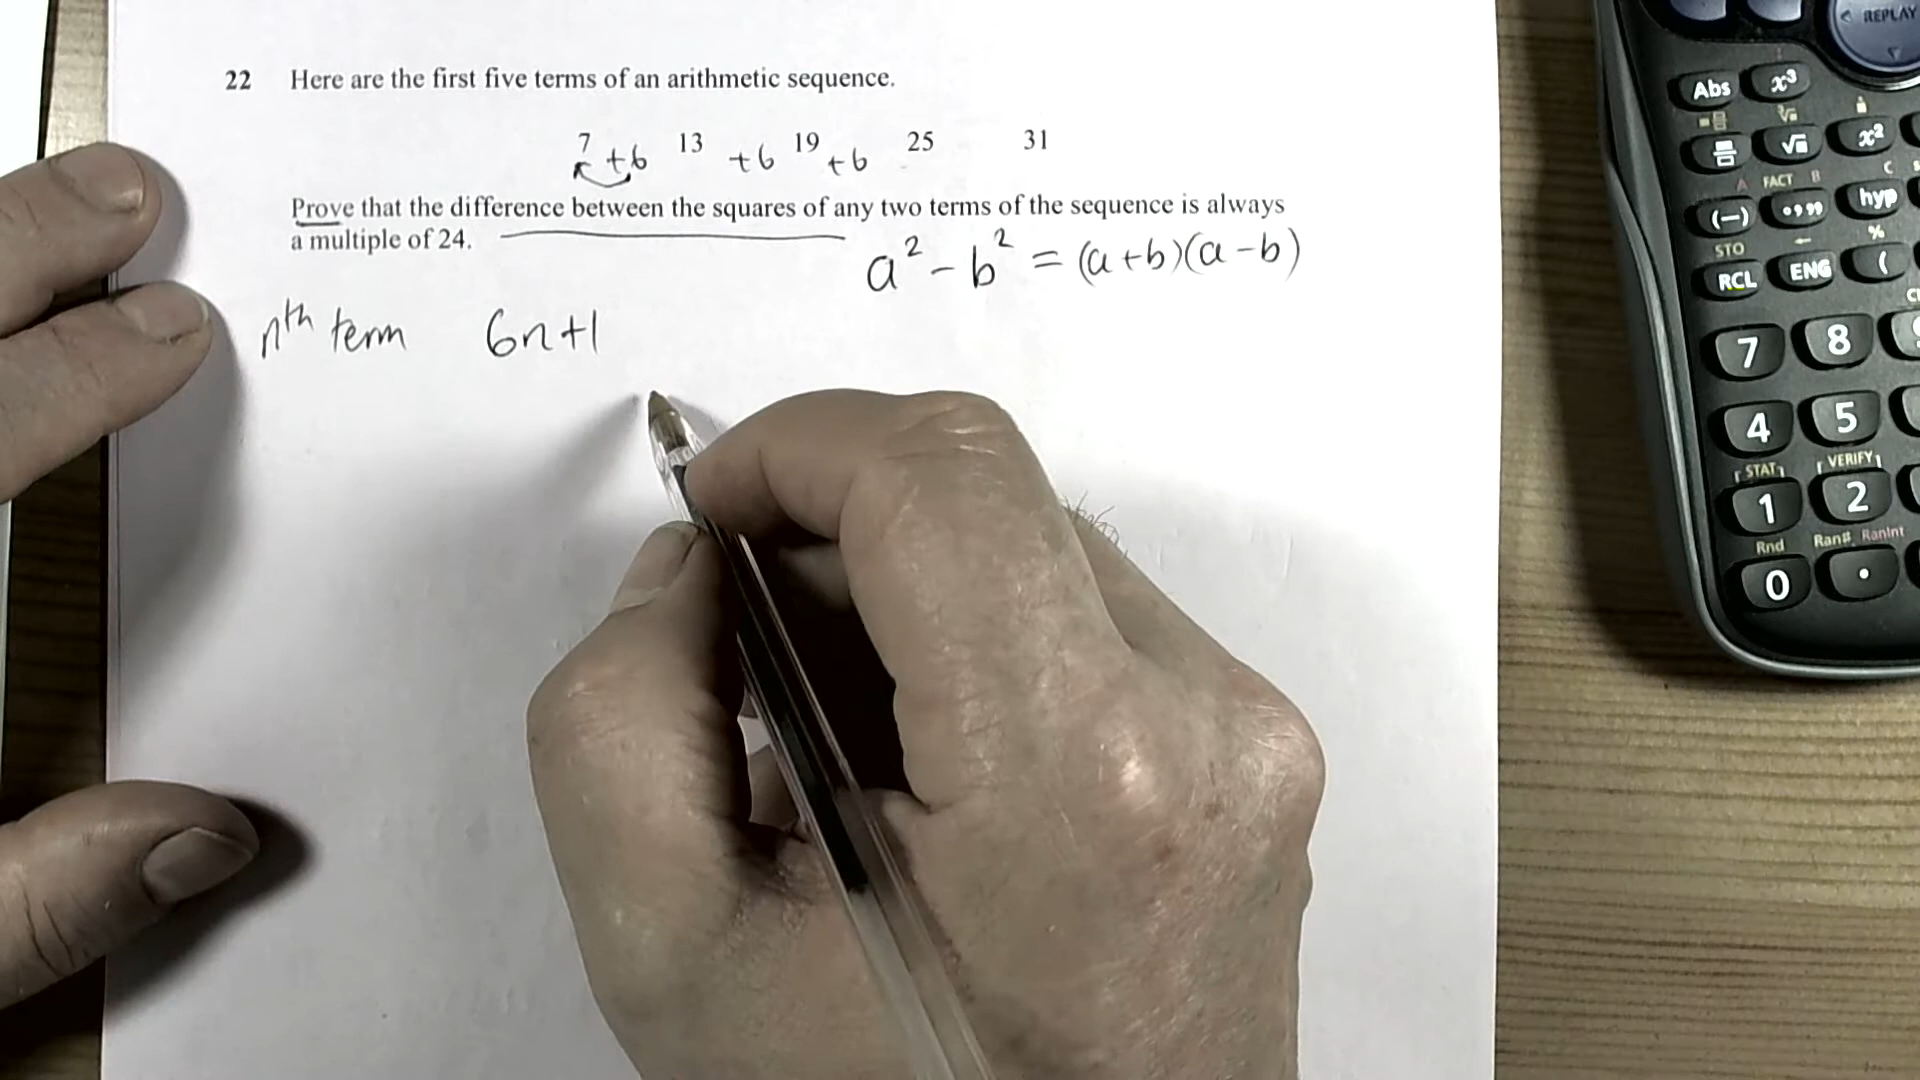 22 Here are the first five terms of an arithmetic sequence.
7 +6 13 +6 19 +6 25 31
Prove that the difference between the squares of any two terms of the sequence is always
a multiple of 24.
a² - b² = (a+b)(a-b)
nth term 6n+1
REPLAY
Abs x³
√■ x²
A FACT B C
(−) °’” hyp
STO ← %
RCL ENG (
7 8
4 5
STAT VERIFY
1 2
Rnd Ran# RanInt
0 •